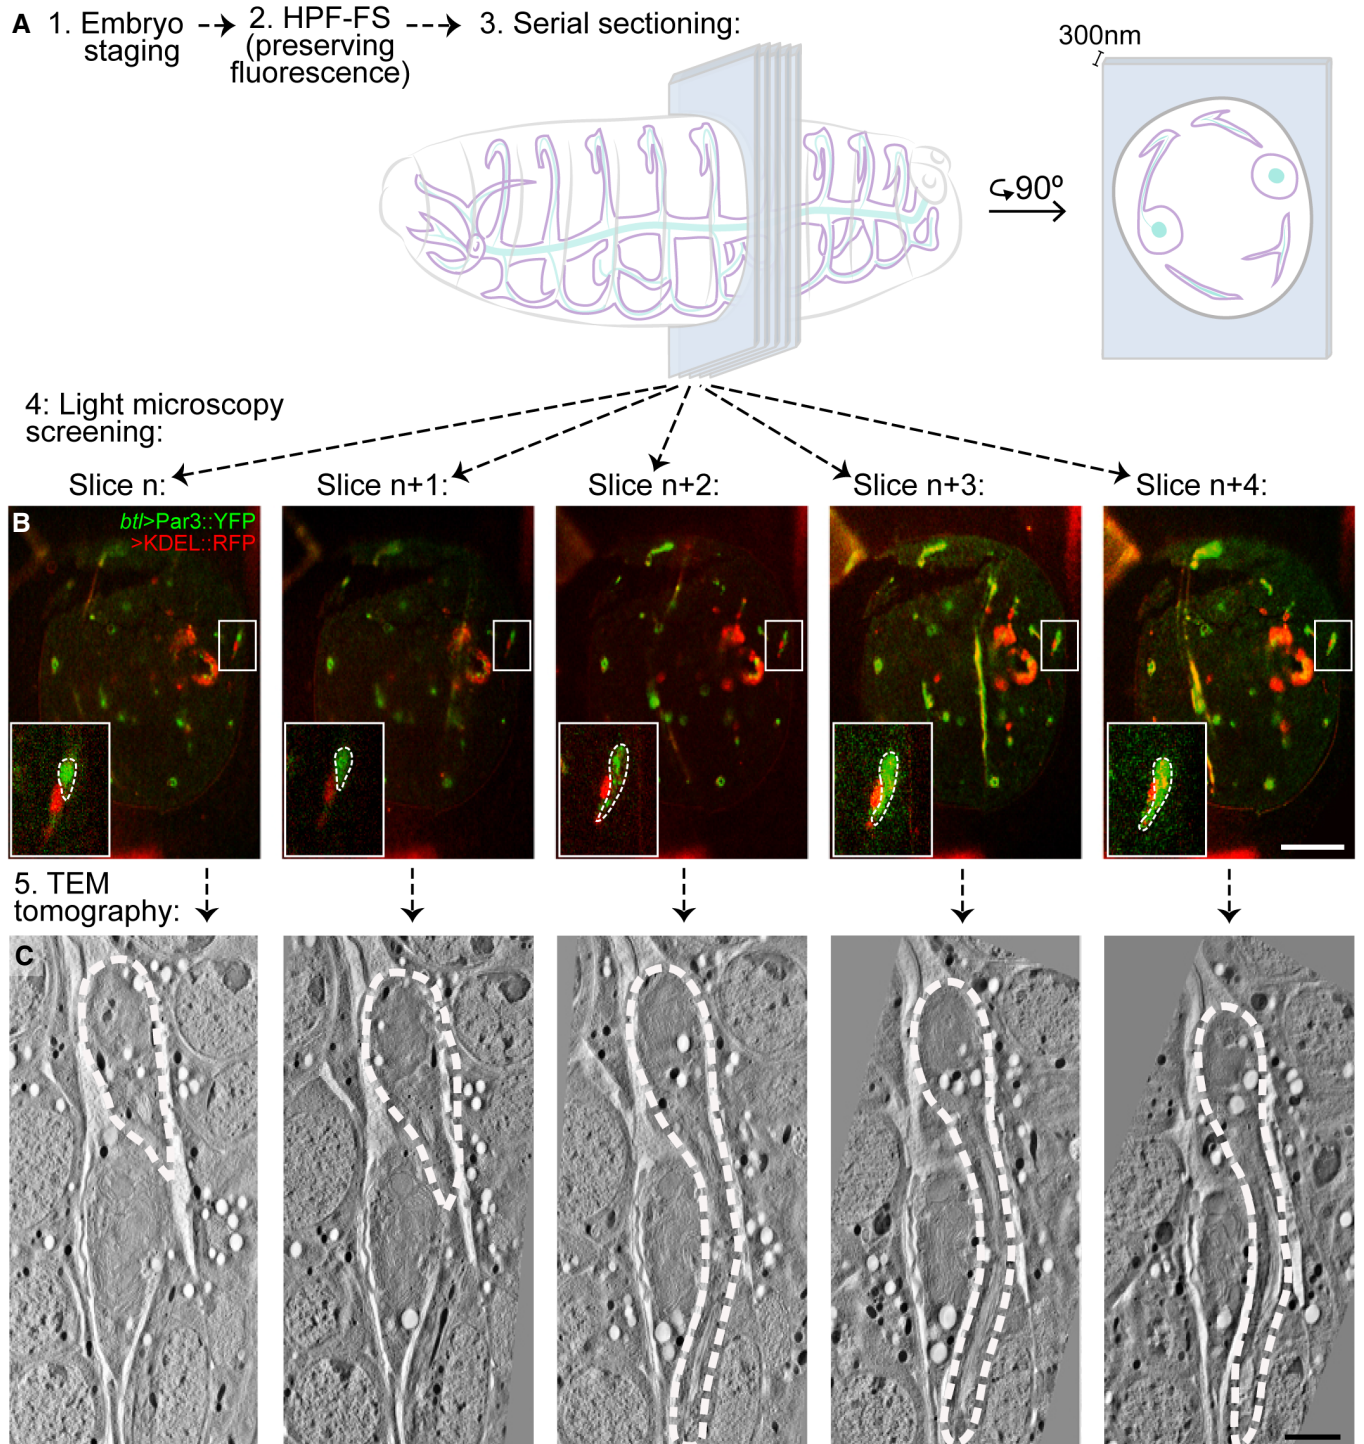 A 1. Embryo staging
2. HPF-FS (preserving fluorescence)
3. Serial sectioning:
300nm
90º
4: Light microscopy screening:
Slice n:
Slice n+1:
Slice n+2:
Slice n+3:
Slice n+4:
B
btl>Par3::YFP
>KDEL::RFP
5. TEM tomography:
C